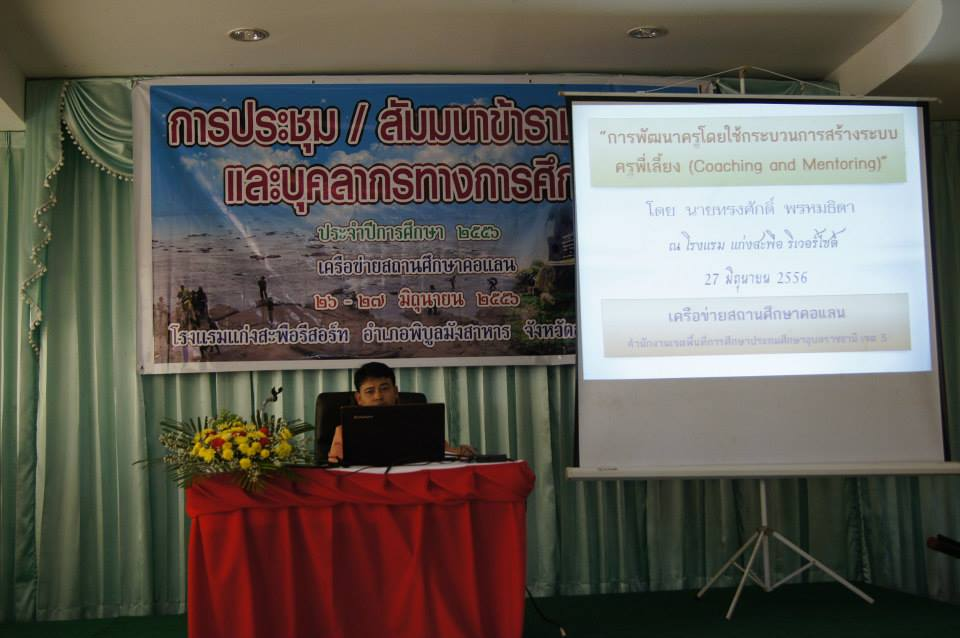 การประชุม / สัมมนาข้ารา
และบุคลากรทางการศึก
ประจำปีการศึกษา ๒๕๕๖
เครือข่ายสถานศึกษาคอแลน
๒๖ - ๒๗ มิถุนายน ๒๕๕๖
โรงแรมแก่งสะพือรีสอร์ท อำเภอพิบูลมังสาหาร จังหวัด
"การพัฒนาครูโดยใช้กระบวนการสร้างระบบ
ครูพี่เลี้ยง (Coaching and Mentoring)"
โดย นายทรงศักดิ์ พรหมธิดา
ณ โรงแรม แก่งสะพือ ริเวอร์ไซด์
27 มิถุนายน 2556
เครือข่ายสถานศึกษาคอแลน
สำนักงานเขตพื้นที่การศึกษาประถมศึกษาอุบลราชธานี เขต 5
lenovo